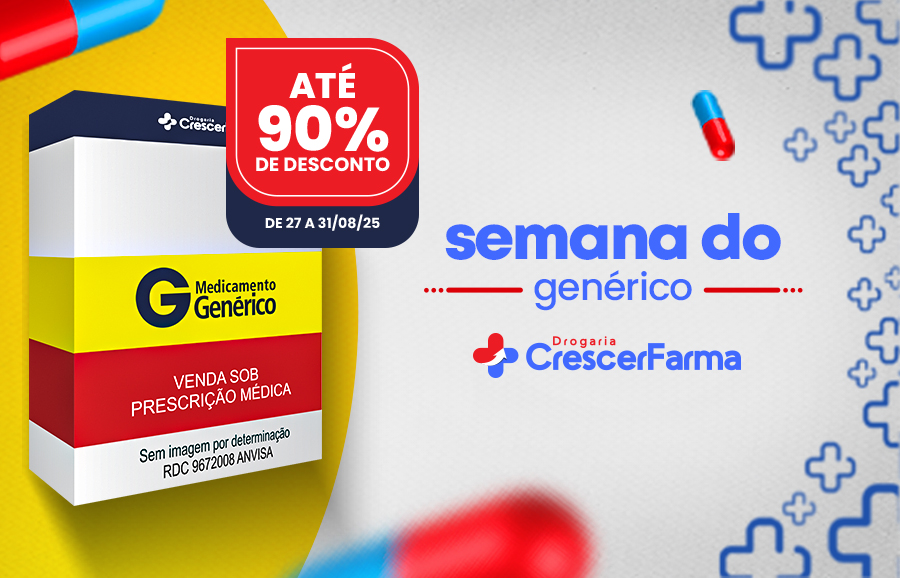 Drogaria
Crescer
ATÉ
90%
DE DESCONTO
DE 27 A 31/08/25
G Medicamento
Genérico
VENDA SOB
PRESCRIÇÃO MÉDICA
Sem imagem por determinação
RDC 9672008 ANVISA
semana do
genérico
Drogaria
CrescerFarma